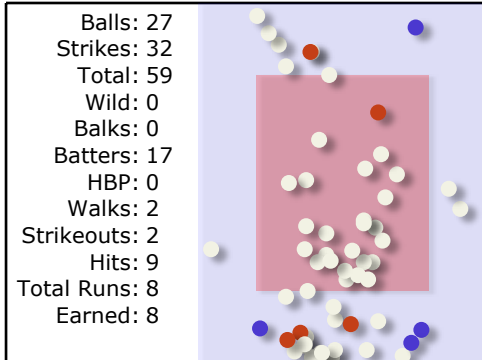 Balls: 27
Strikes: 32
Total: 59
Wild: 0
Balks: 0
Batters: 17
HBP: 0
Walks: 2
Strikeouts: 2
Hits: 9
Total Runs: 8
Earned: 8